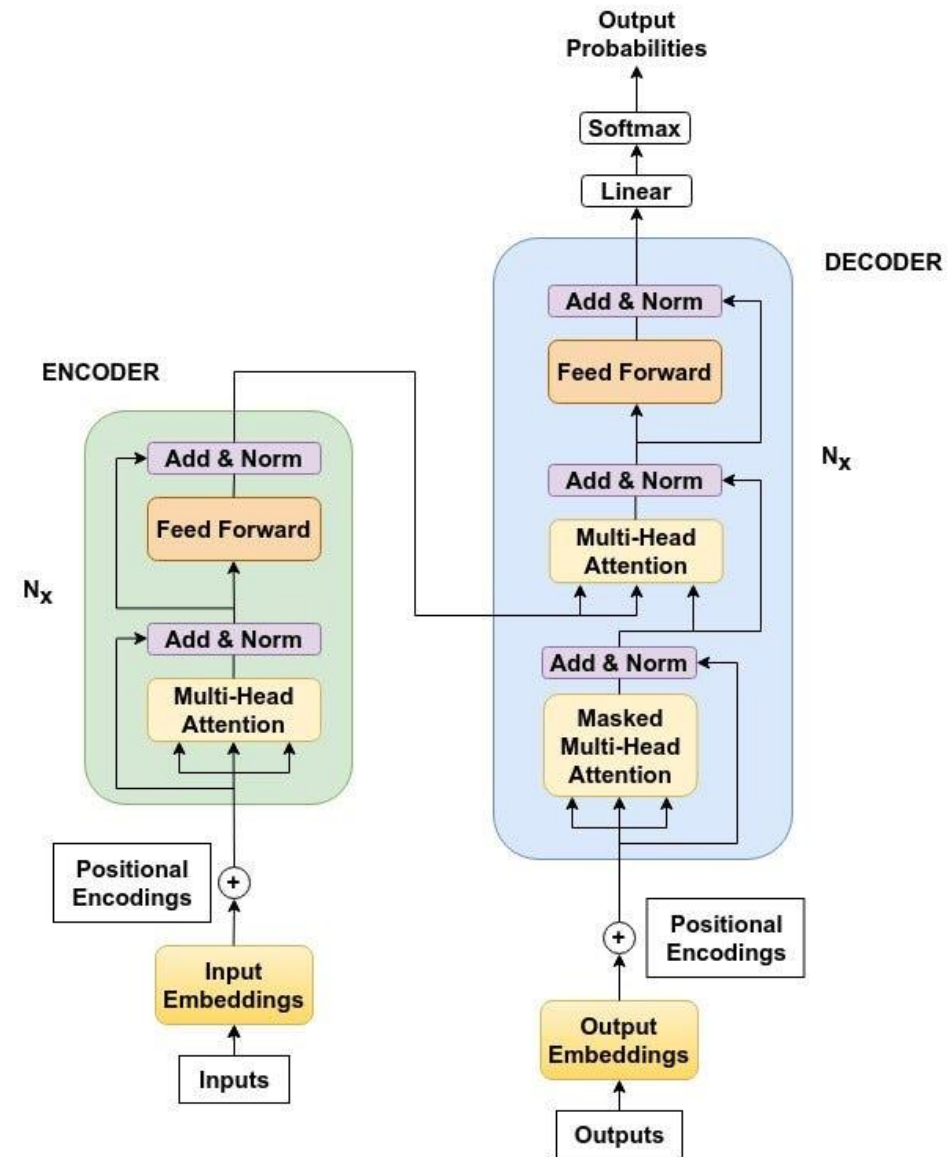 Output
Probabilities
Softmax
Linear
DECODER
Add & Norm
Feed Forward
Add & Norm
Multi-Head
Attention
Nx
Add & Norm
Masked
Multi-Head
Attention
Positional
Encodings
+
Output
Embeddings
Outputs
ENCODER
Add & Norm
Feed Forward
Nx
Add & Norm
Multi-Head
Attention
Positional
Encodings
+
Input
Embeddings
Inputs